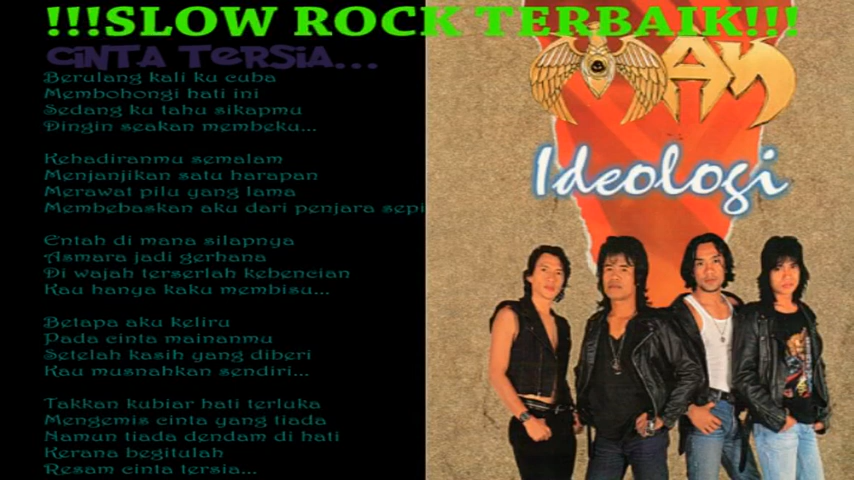 !!!SLOW ROCK TERBAIK!!!
CINTA TERSIA...
Berulang kali ku cuba
Membohongi hati ini
Sedang ku tahu sikapmu
Dingin seakan membeku...
Kehadiranmu semalam
Menjanjikan satu harapan
Merawat pilu yang lama
Membebaskan aku dari penjara sepi
Entah di mana silapnya
Asmara jadi gerhana
Di wajah terserlah kebencian
Kau hanya kaku membisu...
Betapa aku keliru
Pada cinta mainanmu
Setelah kasih yang diberi
Kau musnahkan sendiri...
Takkan kubiar hati terluka
Mengemis cinta yang tiada
Namun tiada dendam di hati
Kerana begitulah
Resam cinta tersia...
MAY
Ideologi